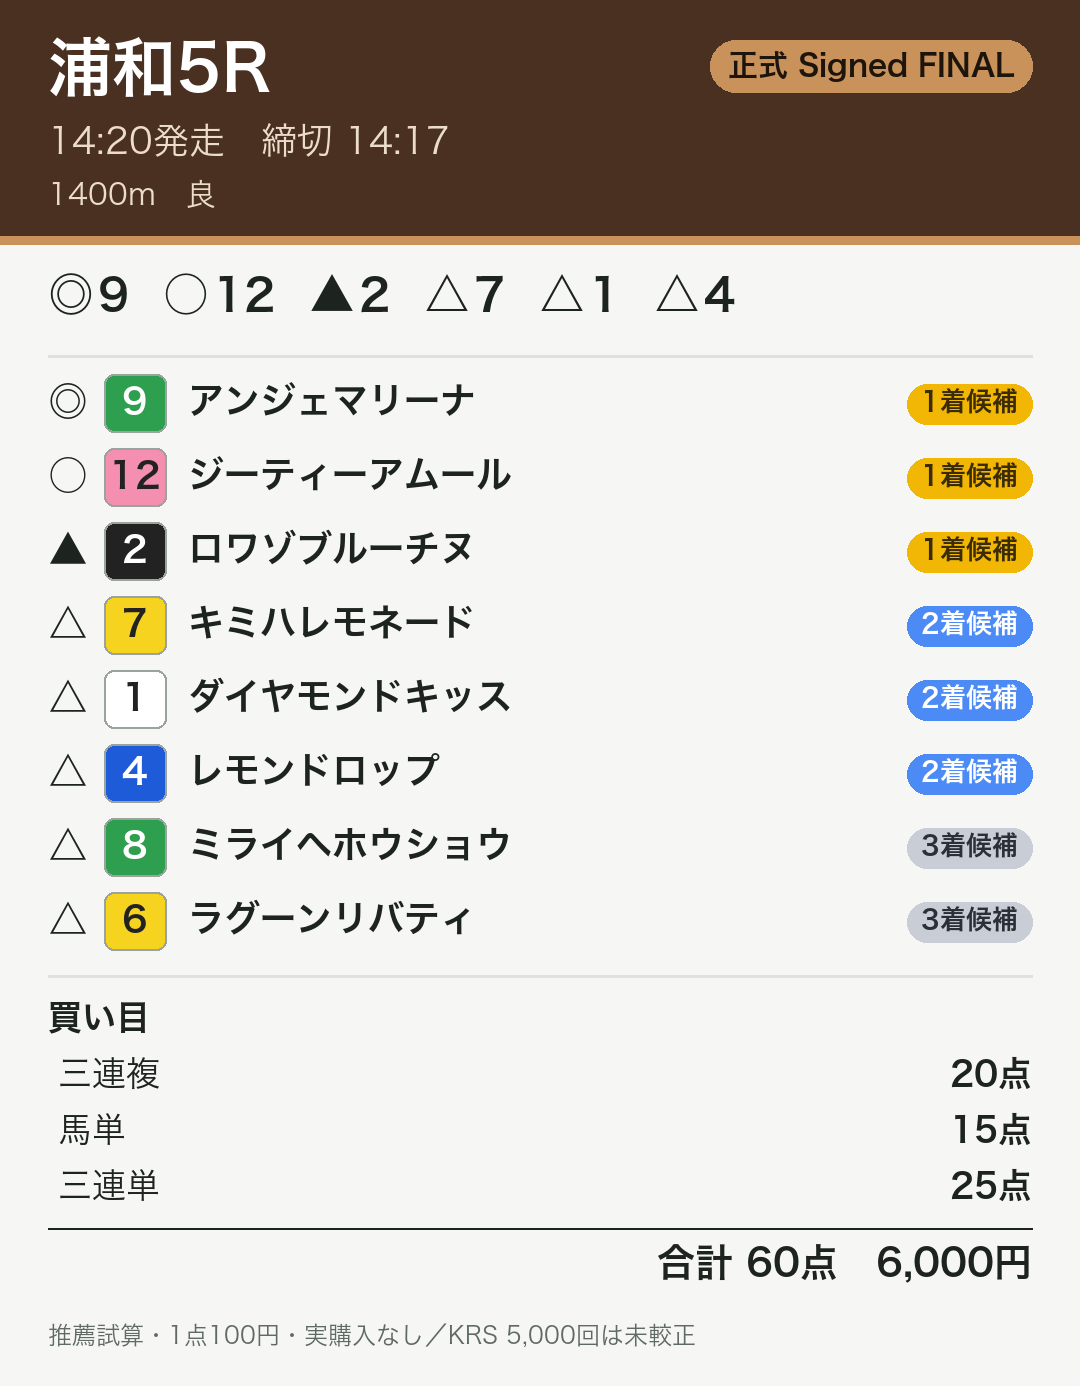 浦和5R
正式 Signed FINAL
14:20発走　締切 14:17
1400m　良
◎9 ○12 ▲2 △7 △1 △4
◎ 9 アンジェマリーナ 1着候補
○ 12 ジーティーアムール 1着候補
▲ 2 ロワゾブルーチヌ 1着候補
△ 7 キミハレモネード 2着候補
△ 1 ダイヤモンドキッス 2着候補
△ 4 レモンドロップ 2着候補
△ 8 ミライヘホウショウ 3着候補
△ 6 ラグーンリバティ 3着候補
買い目
三連複 20点
馬単 15点
三連単 25点
合計 60点　6,000円
推薦試算・1点100円・実購入なし／KRS 5,000回は未較正